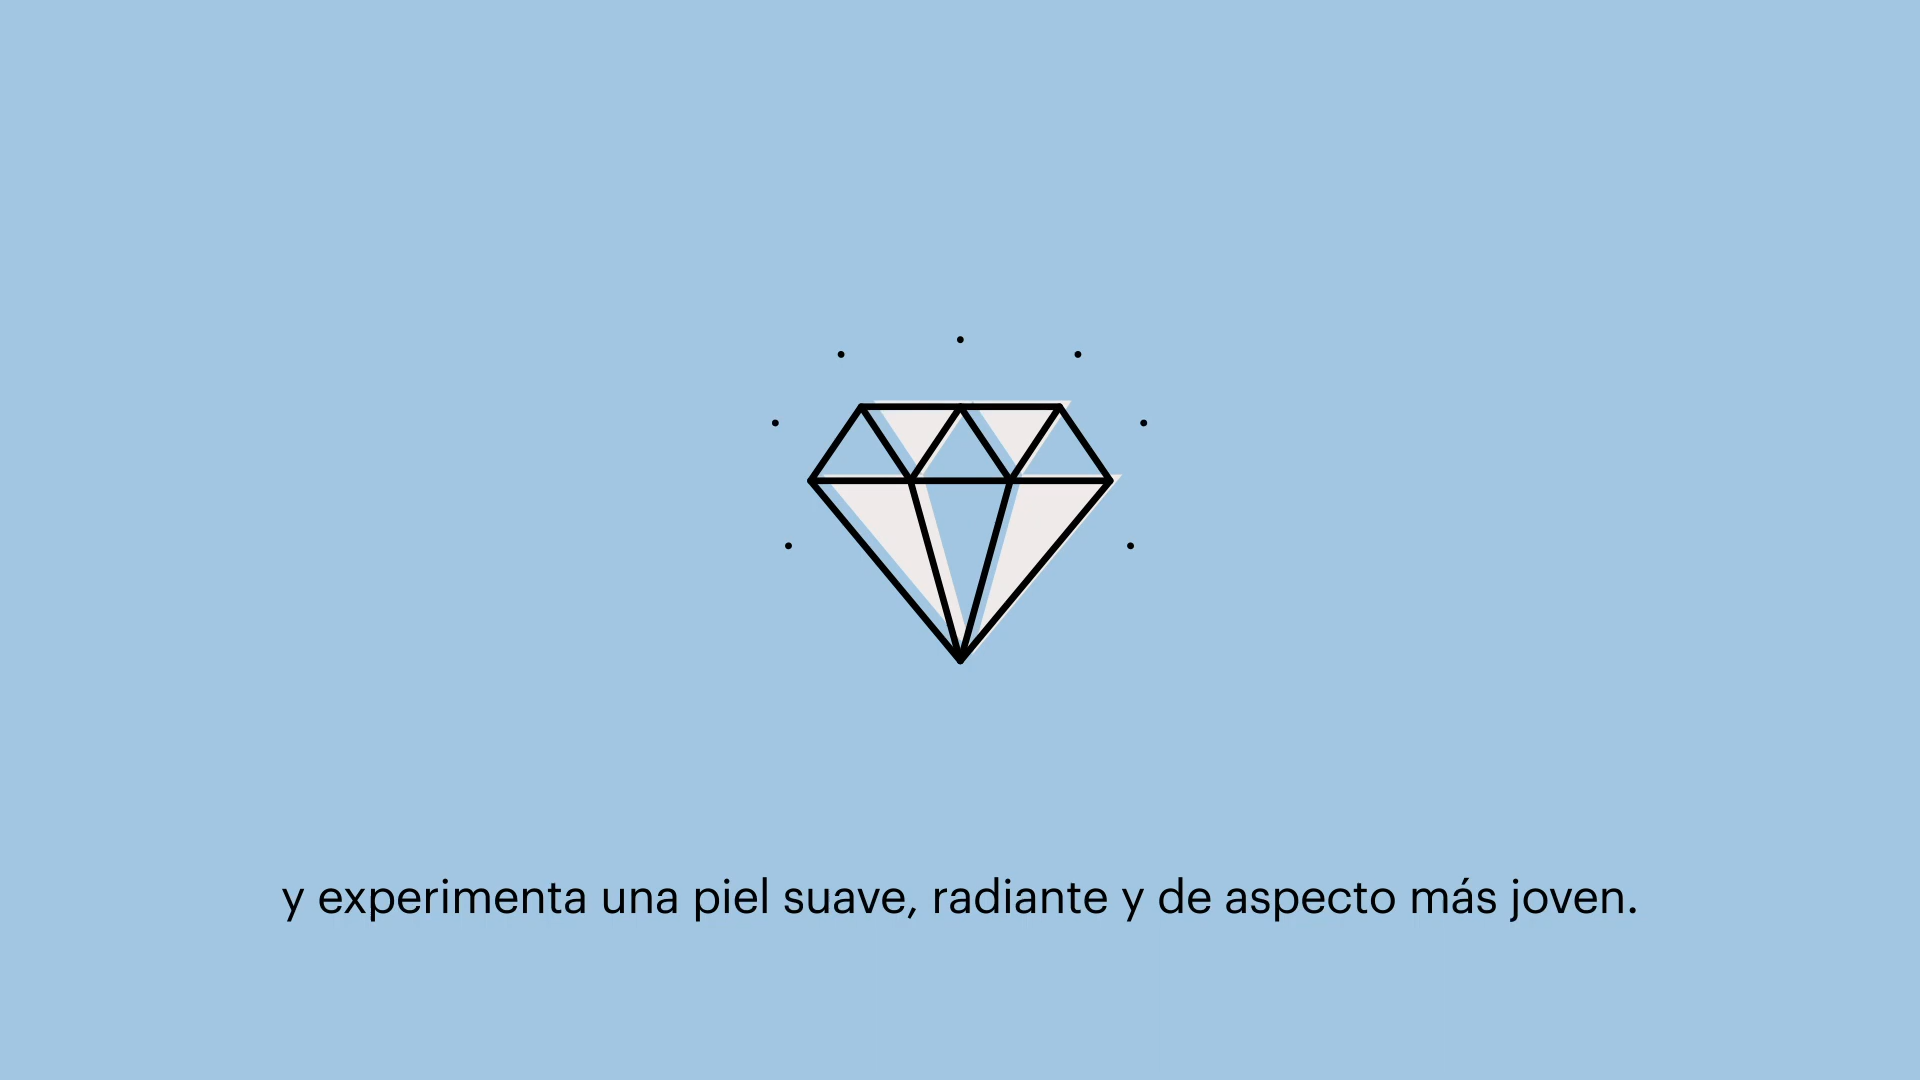 y experimenta una piel suave, radiante y de aspecto más joven.